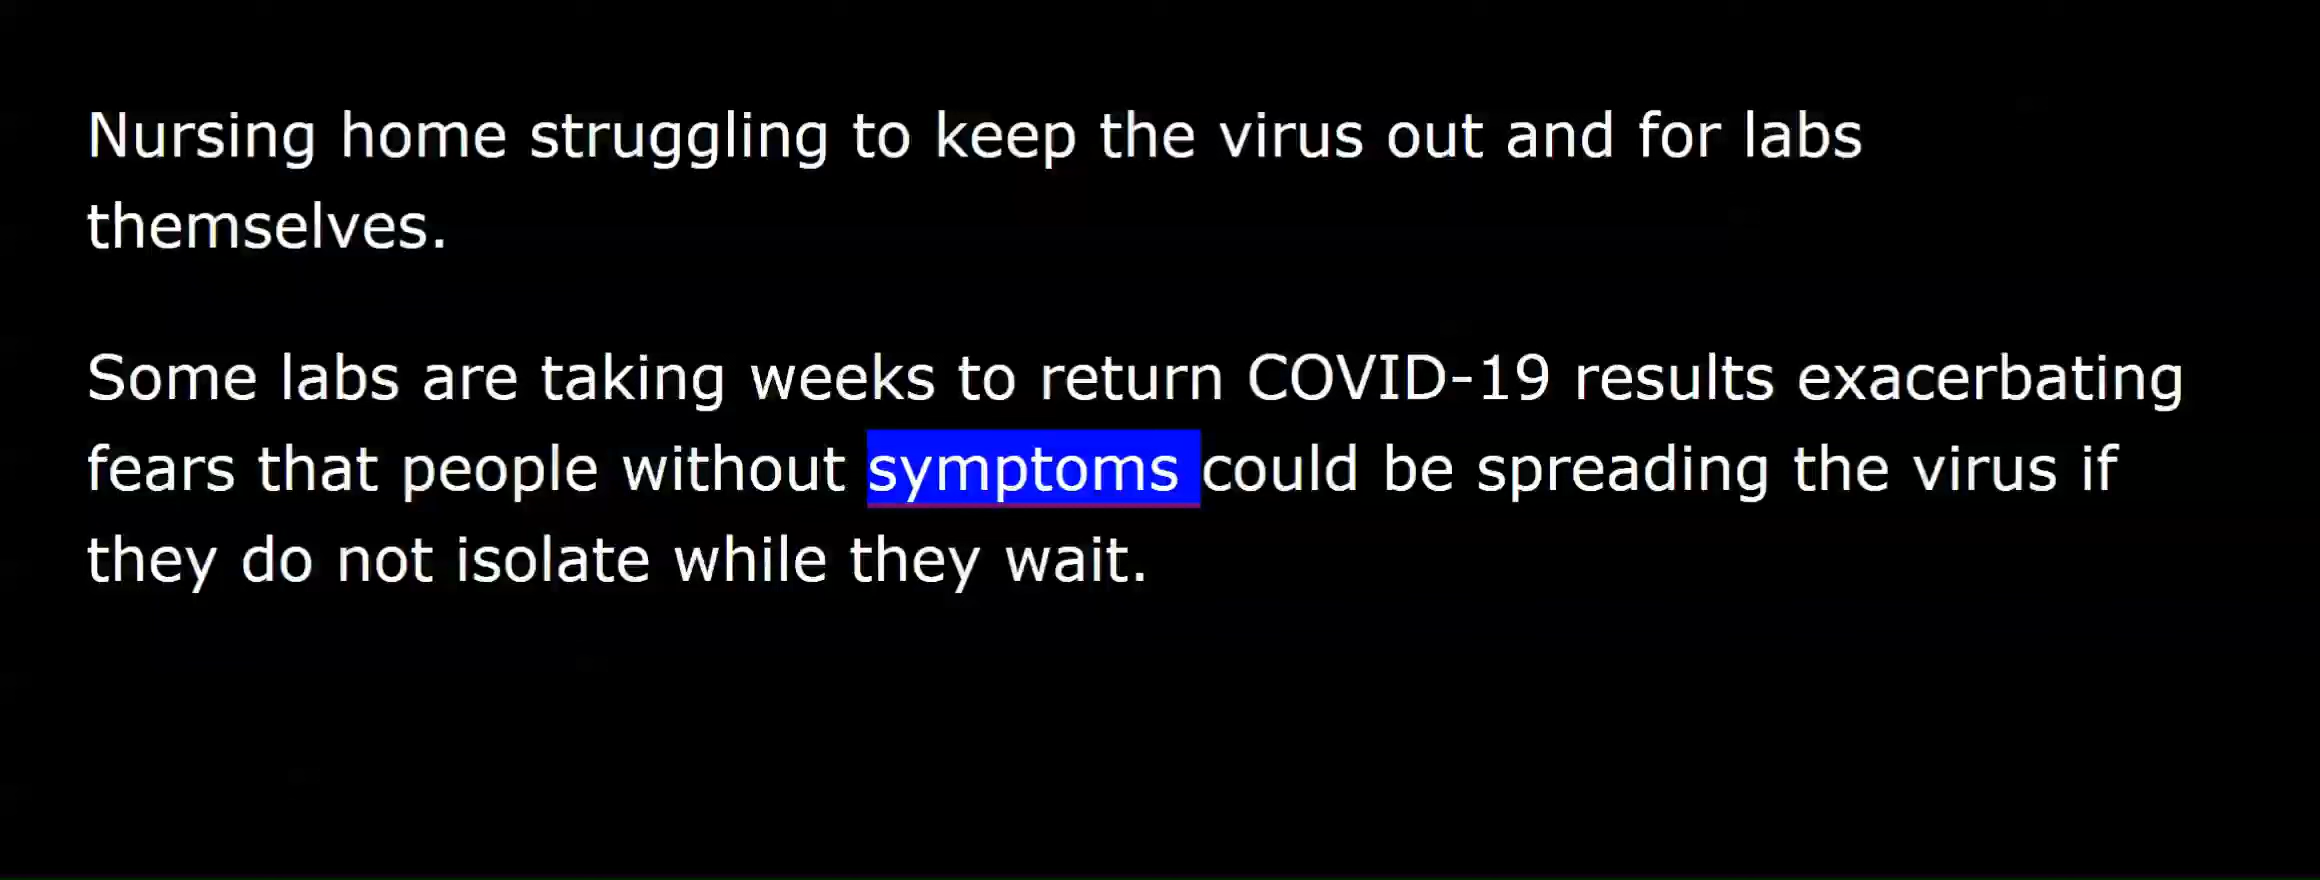 Nursing home struggling to keep the virus out and for labs
themselves.
Some labs are taking weeks to return COVID-19 results exacerbating
fears that people without symptoms could be spreading the virus if
they do not isolate while they wait.